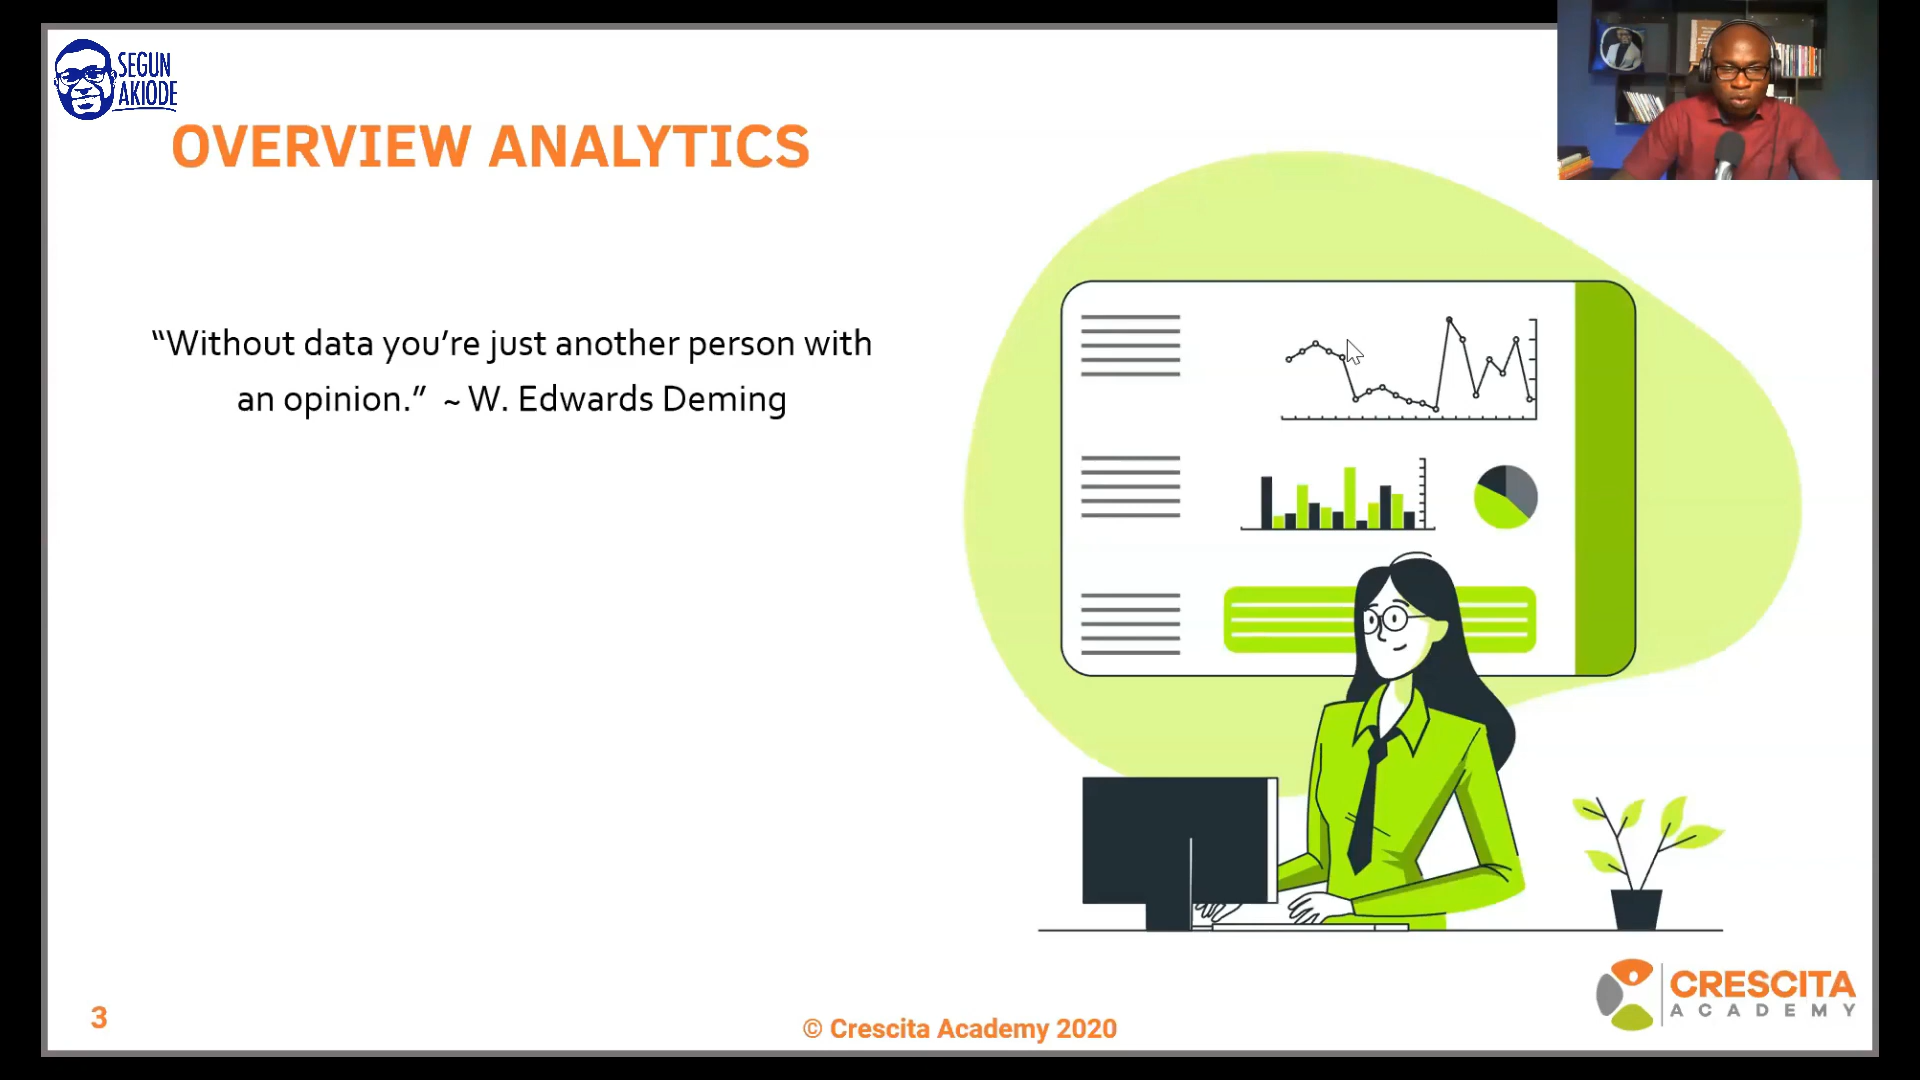 SEGUN
AKIODE
OVERVIEW ANALYTICS
“Without data you’re just another person with
an opinion.” ~ W. Edwards Deming
3
© Crescita Academy 2020
CRESCITA
ACADEMY